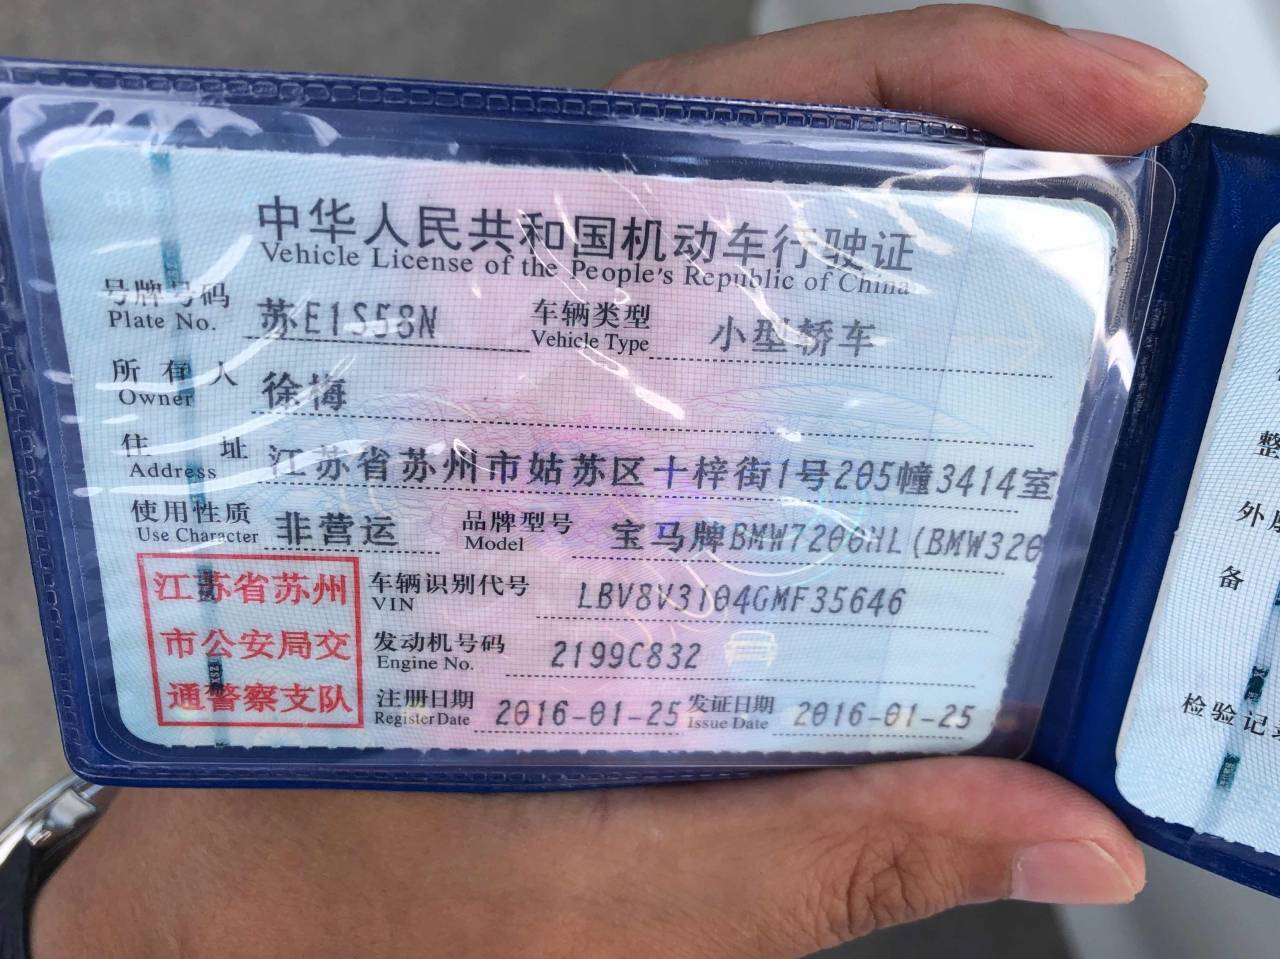 中华人民共和国机动车行驶证
Vehicle License of the People's Republic of China
号牌号码 苏E1S58N 车辆类型 小型轿车
Plate No. Vehicle Type
所有人 徐梅
Owner
住址 江苏省苏州市姑苏区十梓街1号205幢3414室
Address
使用性质 非营运 品牌型号 宝马牌BMW7200HL(BMW320
Use Character Model
江苏省苏州
市公安局交
通警察支队
车辆识别代号 LBV8V3104GMF35646
VIN
发动机号码 2199C832
Engine No.
注册日期 2016-01-25 发证日期 2016-01-25
Register Date Issue Date
整
外
备
检验记